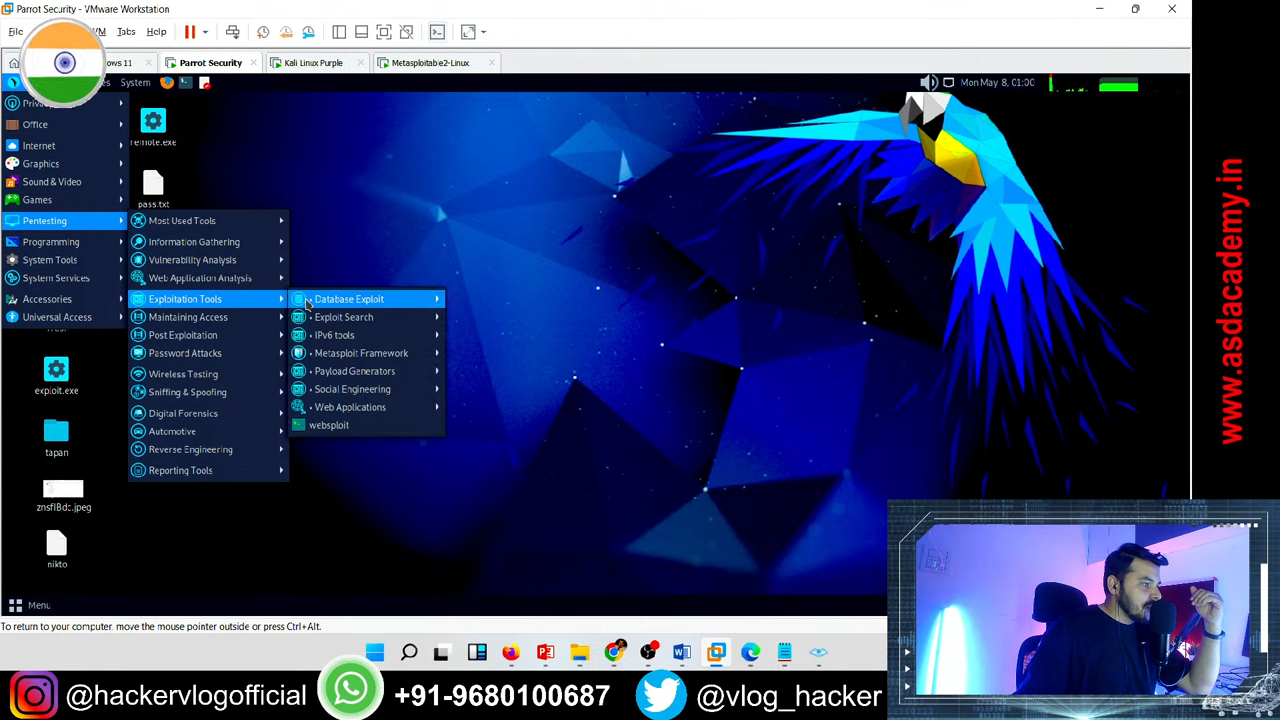 Parrot Security - VMware Workstation
VM Tabs Help
ows 11 Parrot Security Kali Linux Purple Metasploitable2-Linux
System Mon May 8, 01:00
Office
Internet
Graphics
Sound & Video
Games
Pentesting
Programming
System Tools
System Services
Accessories
Universal Access
Most Used Tools
Information Gathering
Vulnerability Analysis
Web Application Analysis
Exploitation Tools
Maintaining Access
Post Exploitation
Password Attacks
Wireless Testing
Sniffing & Spoofing
Digital Forensics
Automotive
Reverse Engineering
Reporting Tools
• Database Exploit
• Exploit Search
• IPv6 tools
• Metasploit Framework
• Payload Generators
• Social Engineering
• Web Applications
websploit
remote.exe
pass.txt
exploit.exe
tapan
znsflBdc.jpeg
nikto
Menu
To return to your computer, move the mouse pointer outside or press Ctrl+Alt.
www.asdacademy.in
@hackervlogofficial +91-9680100687 @vlog_hacker